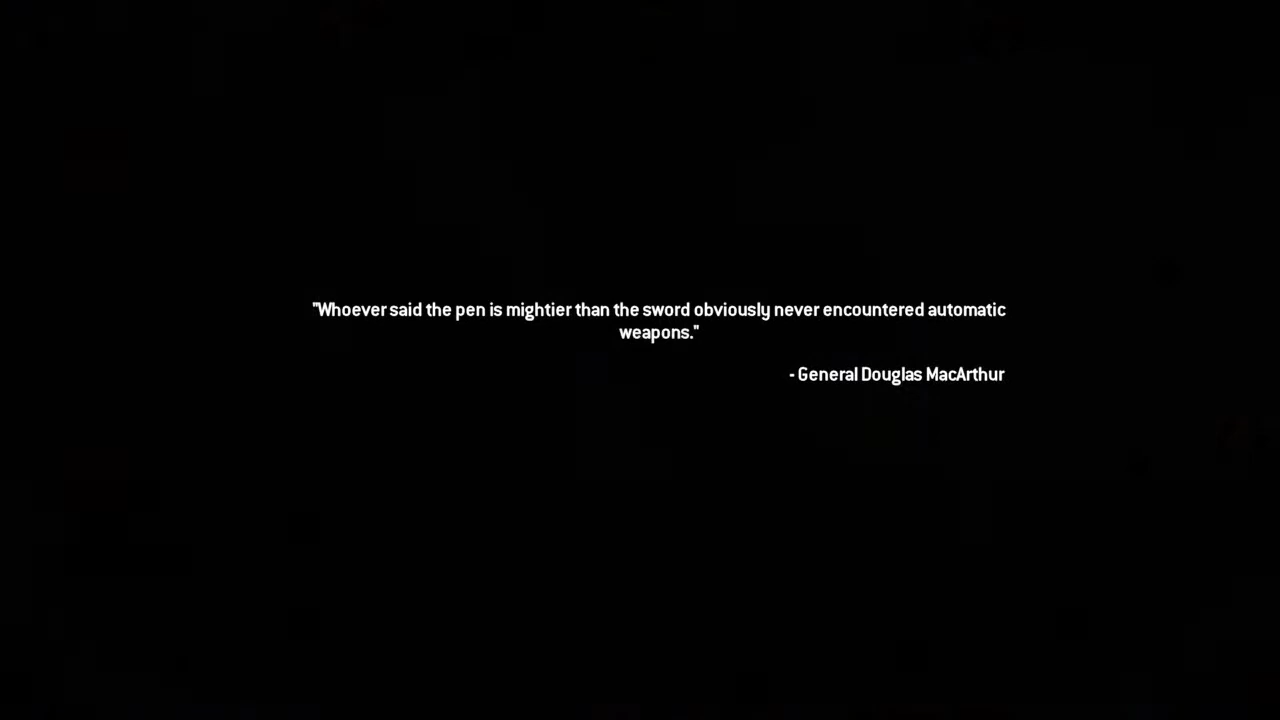 "Whoever said the pen is mightier than the sword obviously never encountered automatic
weapons."
- General Douglas MacArthur